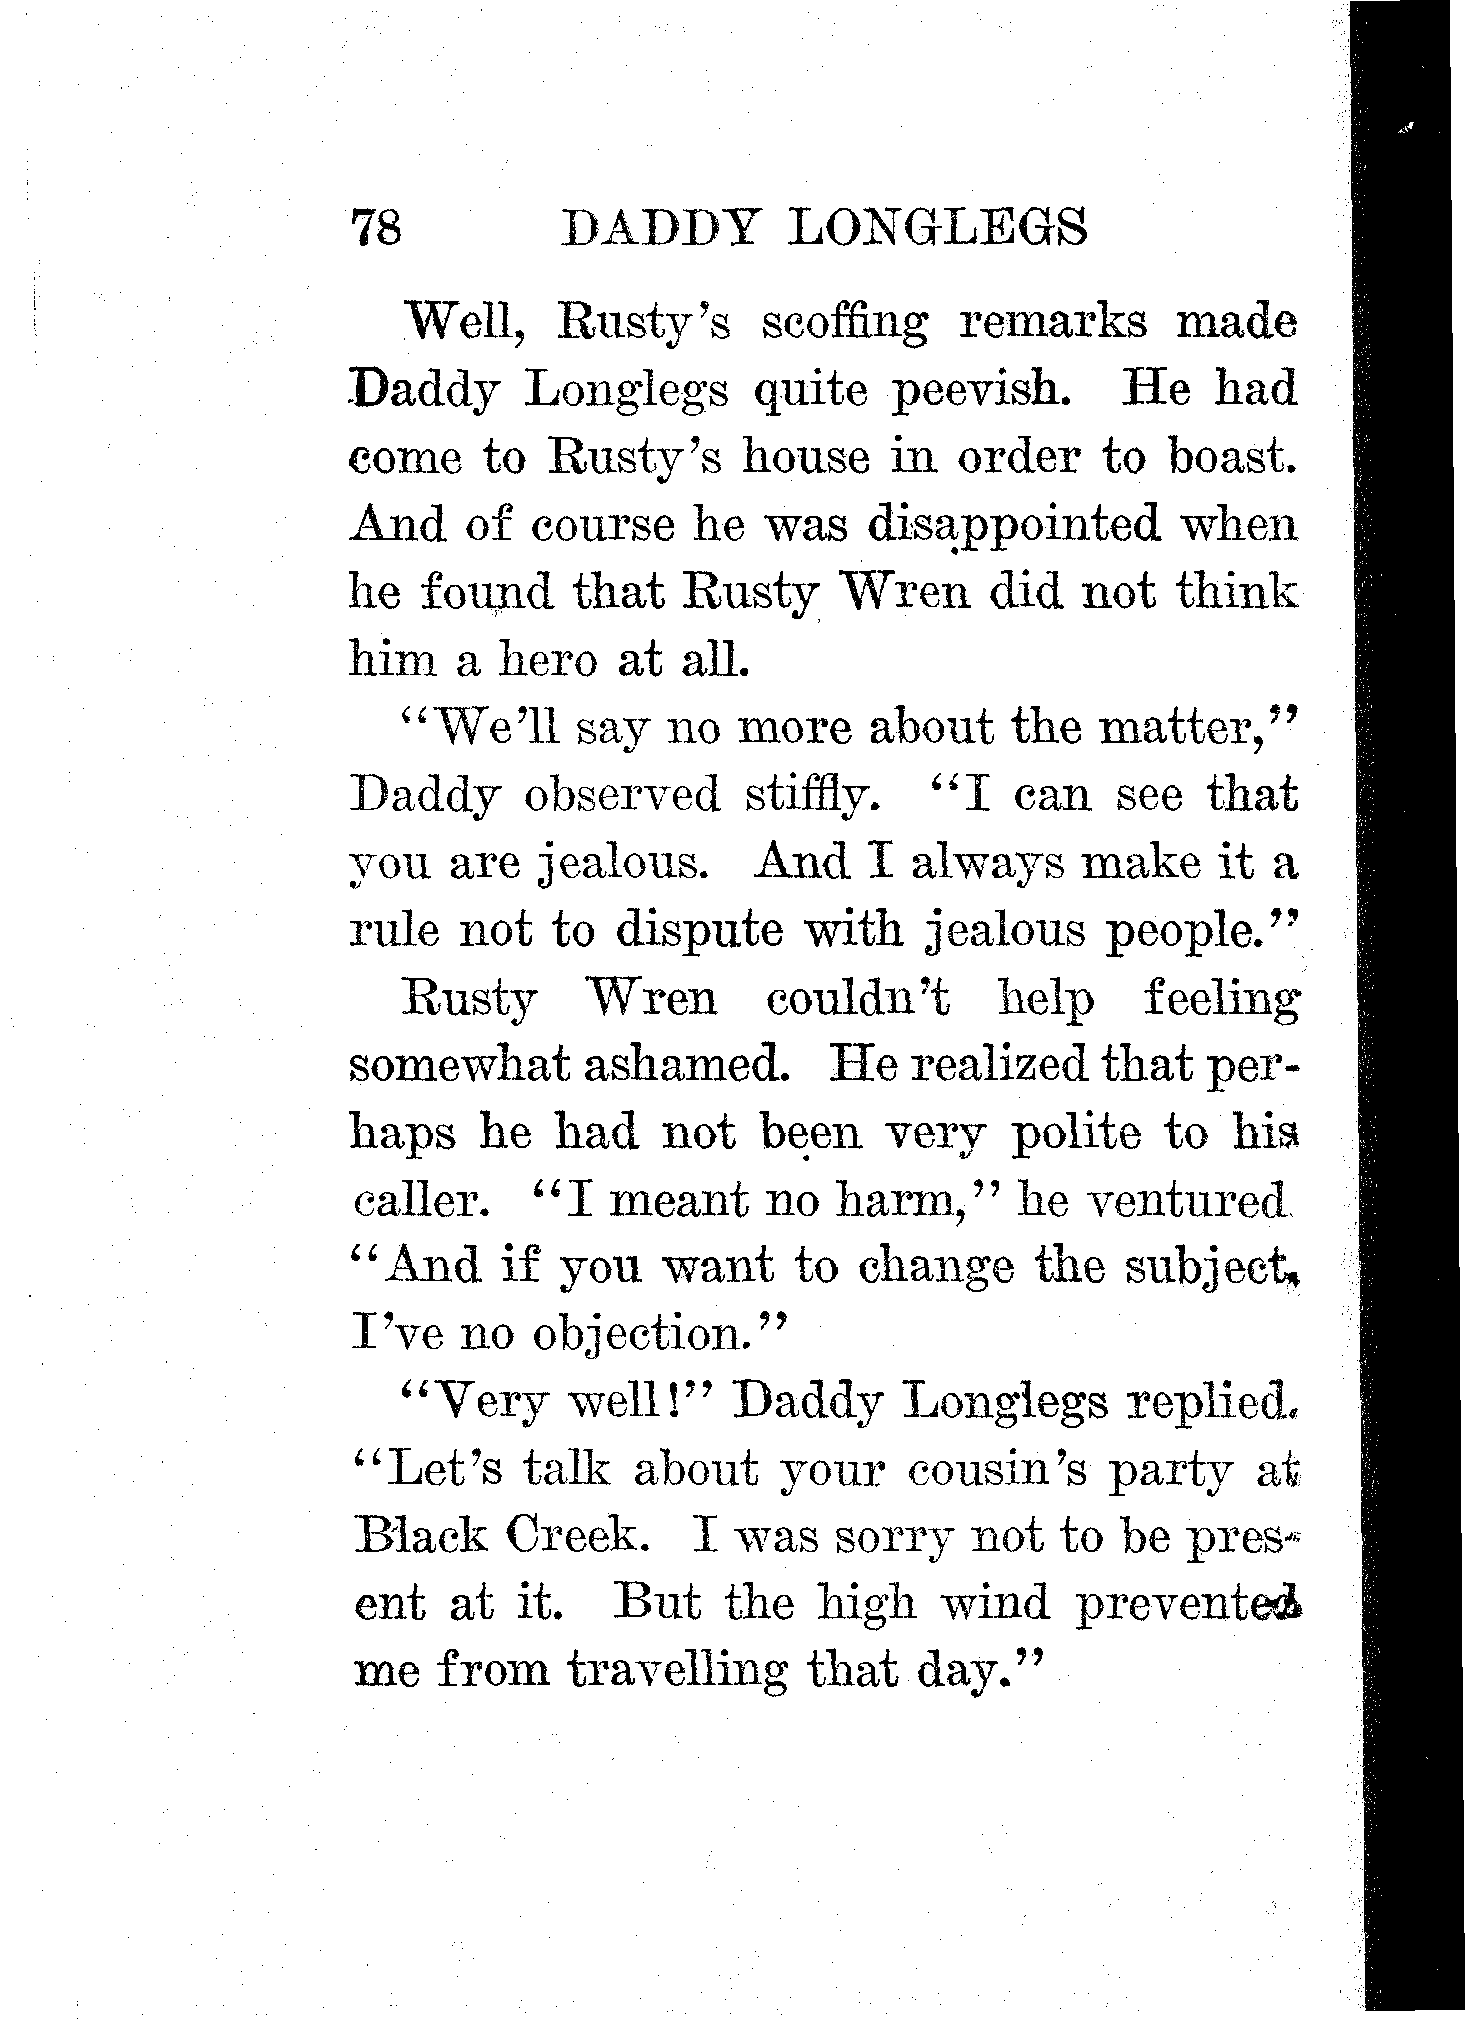 78 DADDY LONGLEGS
Well, Rusty's scoffing remarks made
Daddy Longlegs quite peevish. He had
come to Rusty's house in order to boast.
And of course he was disappointed when
he found that Rusty Wren did not think
him a hero at all.
"We'll say no more about the matter,"
Daddy observed stiffly. "I can see that
you are jealous. And I always make it a
rule not to dispute with jealous people."
Rusty Wren couldn't help feeling
somewhat ashamed. He realized that per-
haps he had not been very polite to his
caller. "I meant no harm," he ventured
"And if you want to change the subject,
I've no objection."
"Very well!" Daddy Longlegs replied.
"Let's talk about your cousin's party at
Black Creek. I was sorry not to be pres-
ent at it. But the high wind prevented
me from travelling that day."